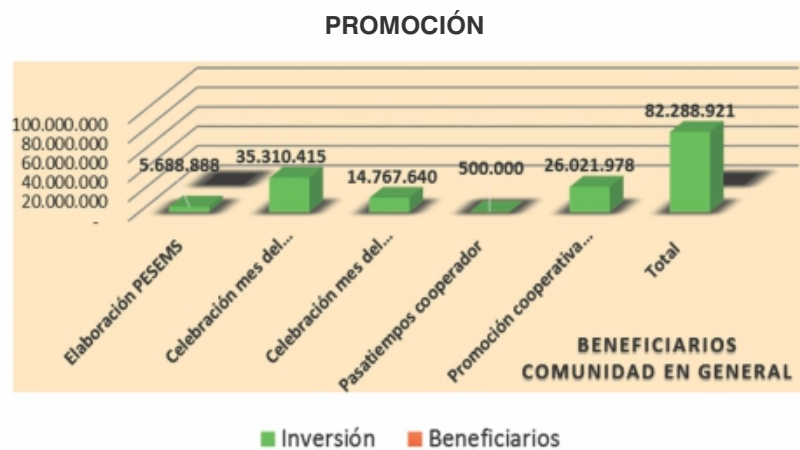 PROMOCIÓN
100.000.000
80.000.000
60.000.000
40.000.000
20.000.000
-
5.688.888
35.310.415
14.767.640
500.000
26.021.978
82.288.921
Elaboración PESEMS
Celebración mes del...
Celebración mes del...
Pasatiempos cooperador
Promoción cooperativa...
Total
BENEFICIARIOS
COMUNIDAD EN GENERAL
Inversión
Beneficiarios